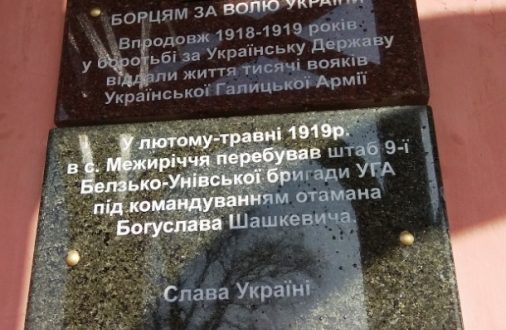 БОРЦЯМ ЗА ВОЛЮ УКРАЇНИ
Впродовж 1918-1919 років
у боротьбі за Українську Державу
віддали життя тисячі вояків
Української Галицької Армії
У лютому-травні 1919р.
в с. Межиріччя перебував штаб 9-ї
Белзько-Унівської бригади УГА
під командуванням отамана
Богуслава Шашкевича
Слава Україні